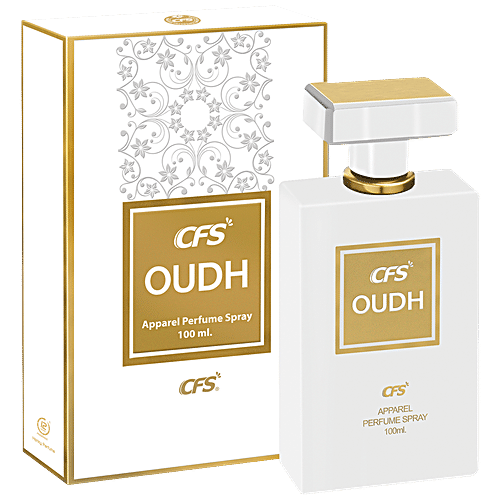 CFS
OUDH
Apparel Perfume Spray
100 ml.
CFS®
CFS
OUDH
CFS
APPAREL
PERFUME SPRAY
100ml.